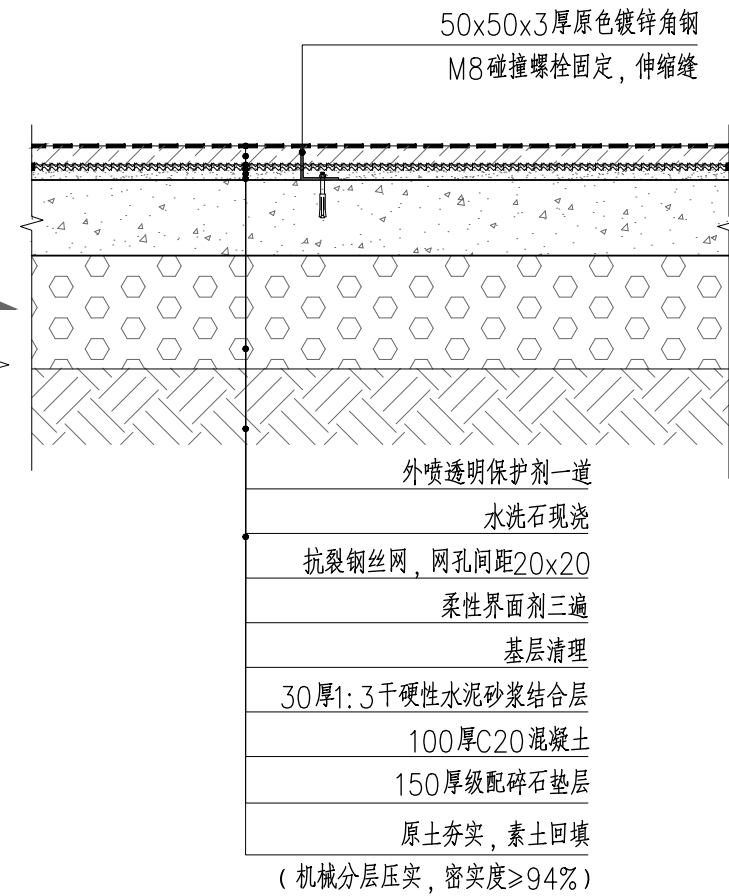 50x50x3厚原色镀锌角钢
M8碰撞螺栓固定，伸缩缝
外喷透明保护剂一道
水洗石现浇
抗裂钢丝网，网孔间距20x20
柔性界面剂三遍
基层清理
30厚1:3干硬性水泥砂浆结合层
100厚C20混凝土
150厚级配碎石垫层
原土夯实，素土回填
(机械分层压实，密实度≥94%)